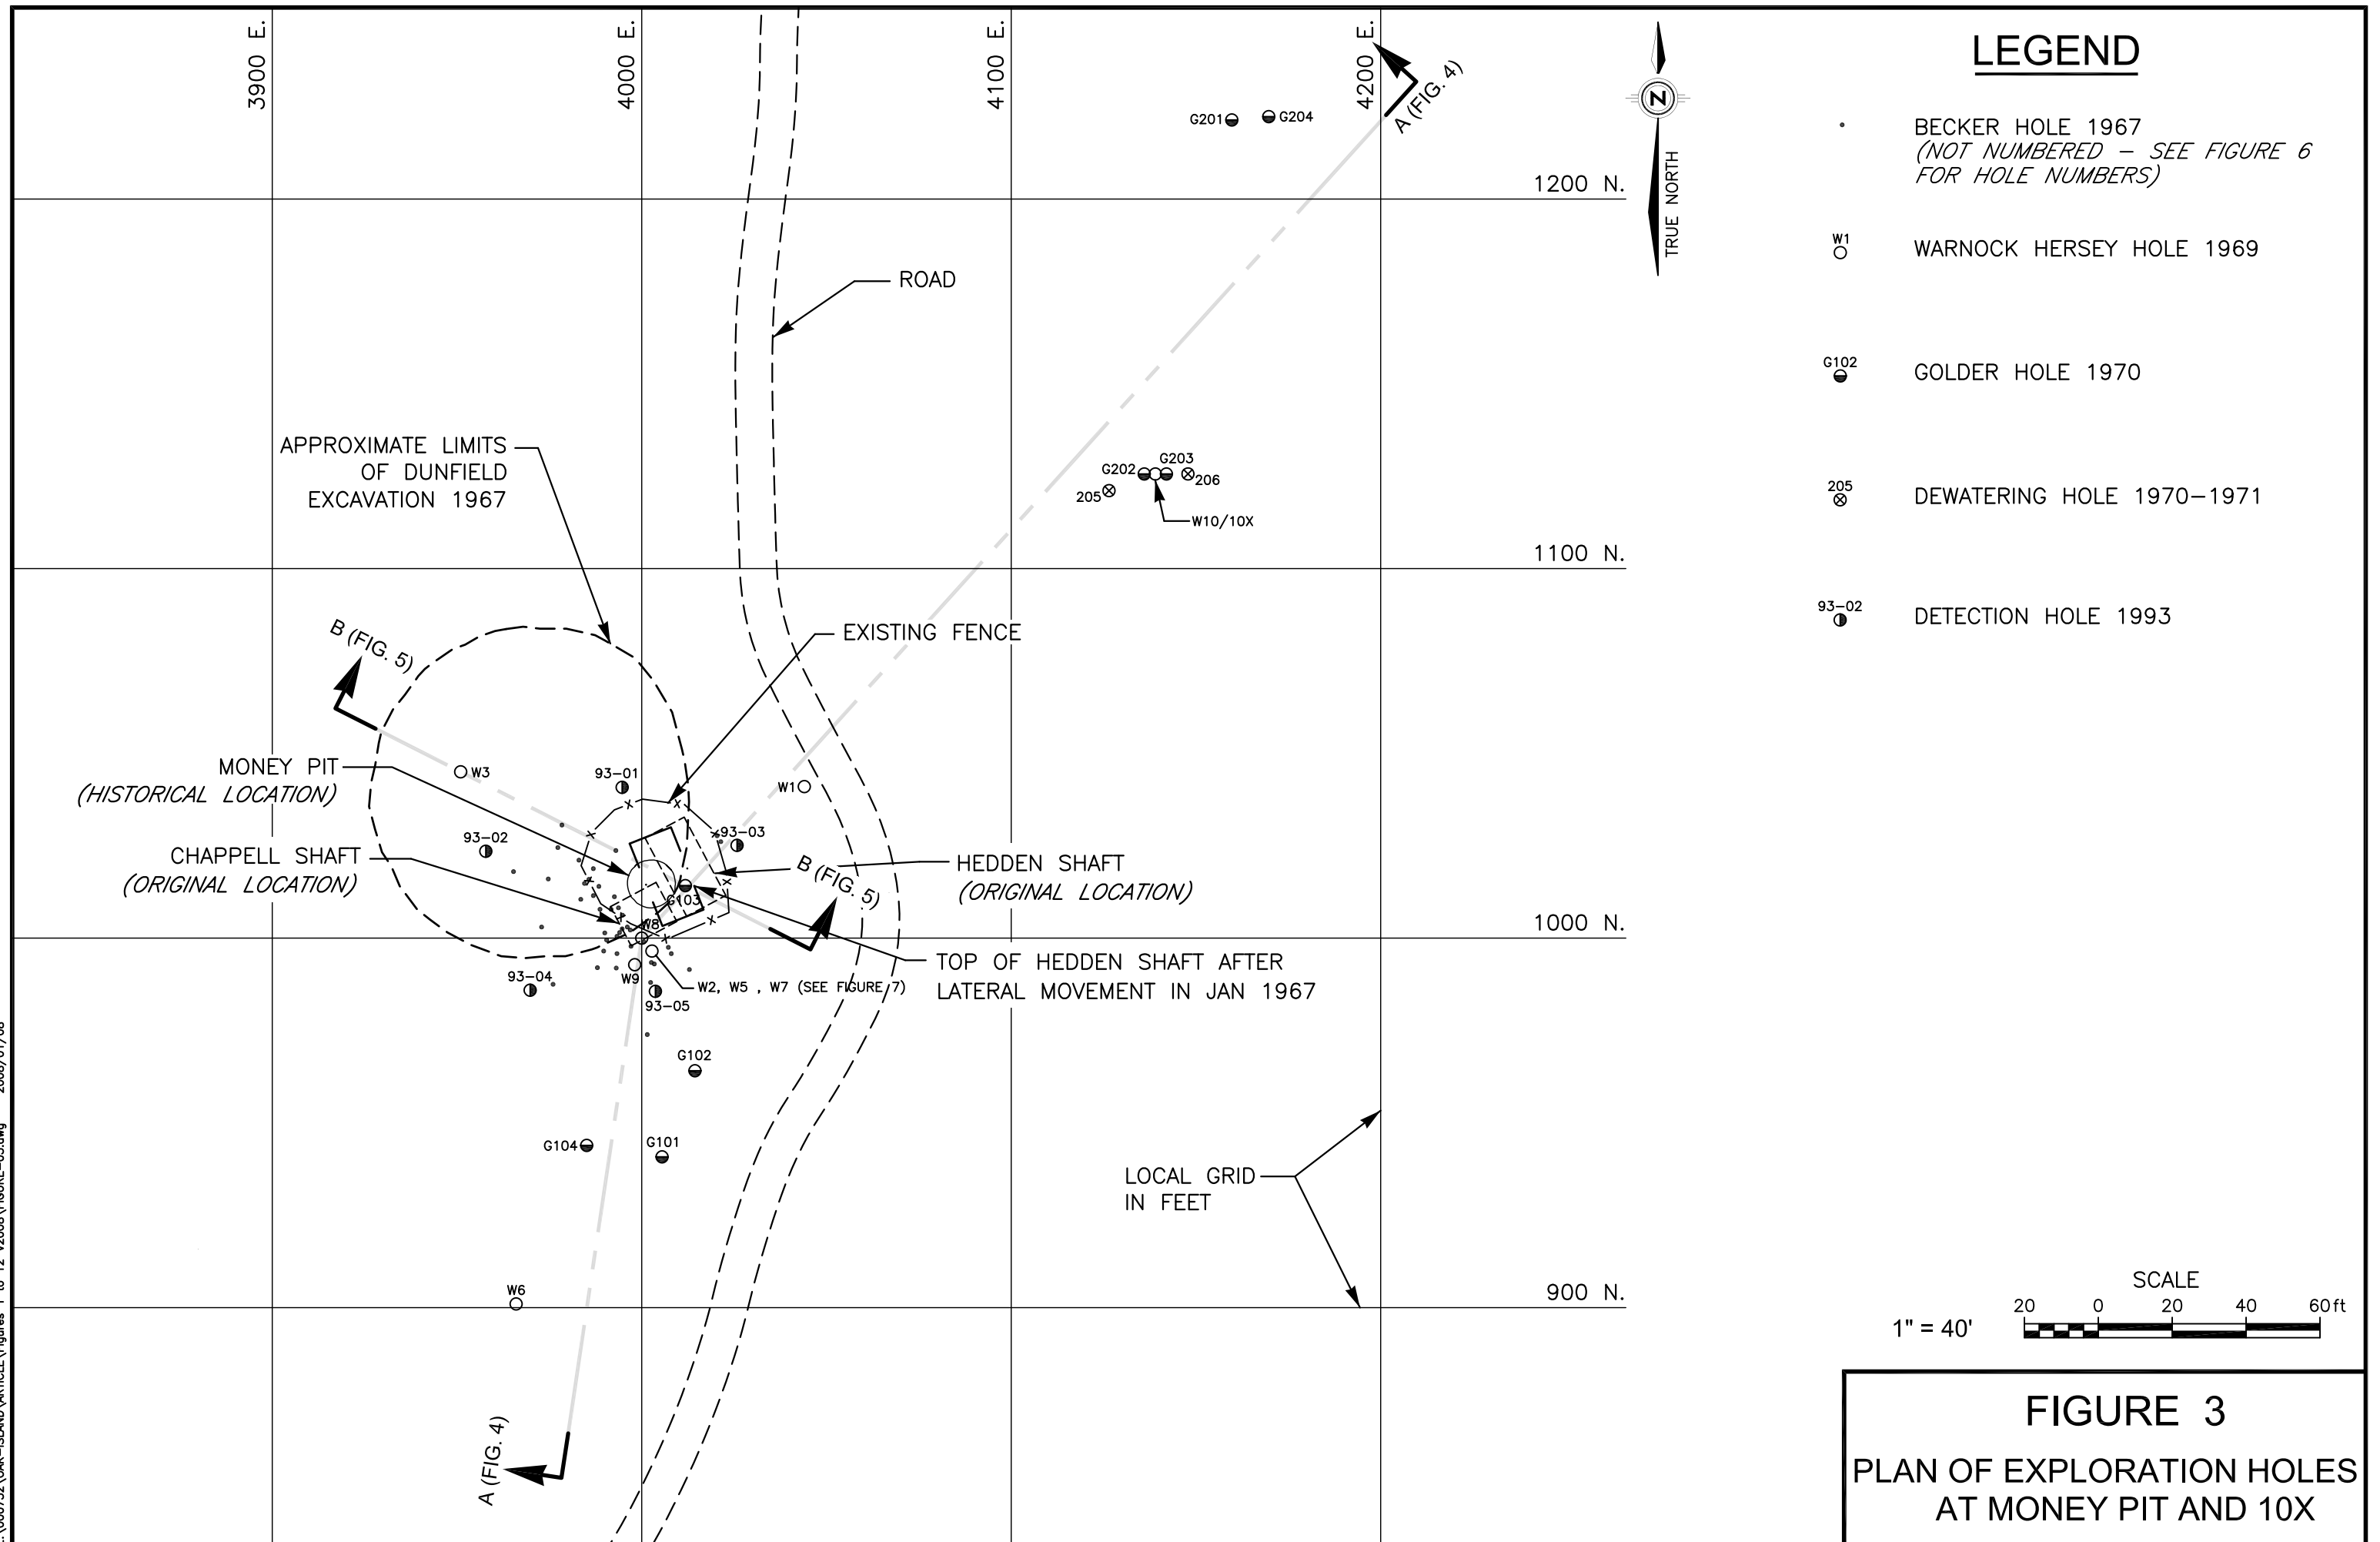 3900 E.
4000 E.
4100 E.
4200 E.
A (FIG. 4)
G201
G204
N
TRUE NORTH
1200 N.
ROAD
APPROXIMATE LIMITS
OF DUNFIELD
EXCAVATION 1967
G202
G203
205
206
W10/10X
1100 N.
B (FIG. 5)
EXISTING FENCE
MONEY PIT
(HISTORICAL LOCATION)
W3
93-01
W1
93-02
93-03
CHAPPELL SHAFT
(ORIGINAL LOCATION)
B (FIG. 5)
HEDDEN SHAFT
(ORIGINAL LOCATION)
G103
W8
1000 N.
TOP OF HEDDEN SHAFT AFTER
LATERAL MOVEMENT IN JAN 1967
93-04
W9
W2, W5 , W7 (SEE FIGURE 7)
93-05
G102
G104
G101
LOCAL GRID
IN FEET
W6
900 N.
A (FIG. 4)
LEGEND
BECKER HOLE 1967
(NOT NUMBERED – SEE FIGURE 6
FOR HOLE NUMBERS)
W1
WARNOCK HERSEY HOLE 1969
G102
GOLDER HOLE 1970
205
DEWATERING HOLE 1970-1971
93-02
DETECTION HOLE 1993
SCALE
20 0 20 40 60ft
1" = 40'
FIGURE 3
PLAN OF EXPLORATION HOLES
AT MONEY PIT AND 10X